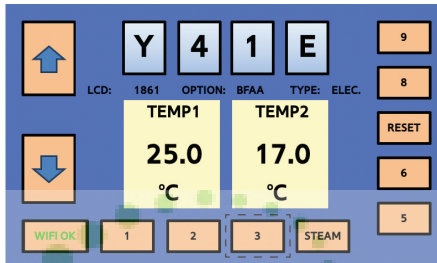 9
Y 4 1 E
8
LCD: 1861 OPTION: BFAA TYPE: ELEC.
TEMP1 TEMP2
RESET
25.0 17.0
6
°C °C
5
WIFI OK 1 2 3 STEAM